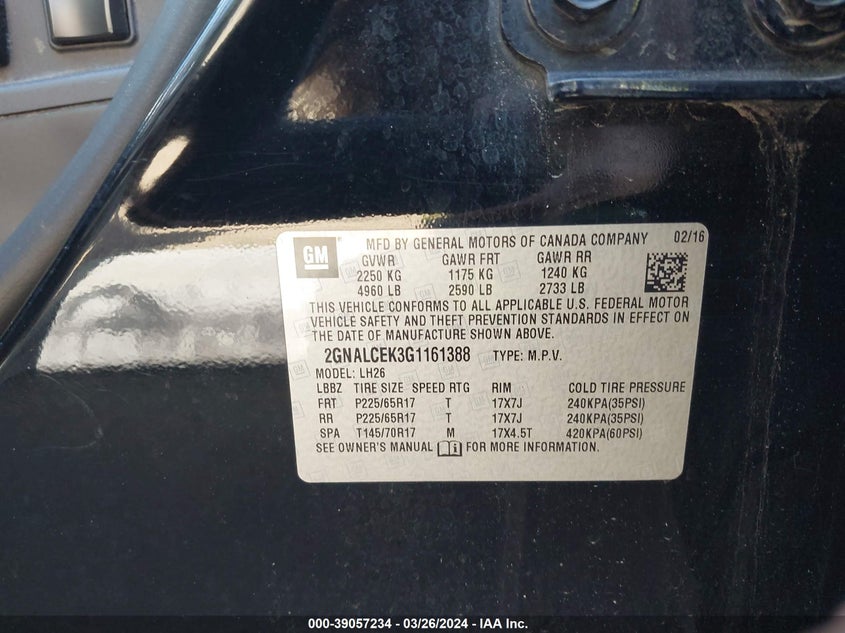 GM
MFD BY GENERAL MOTORS OF CANADA COMPANY 02/16
GVWR GAWR FRT GAWR RR
2250 KG 1175 KG 1240 KG
4960 LB 2590 LB 2733 LB
THIS VEHICLE CONFORMS TO ALL APPLICABLE U.S. FEDERAL MOTOR
VEHICLE SAFETY AND THEFT PREVENTION STANDARDS IN EFFECT ON
THE DATE OF MANUFACTURE SHOWN ABOVE.
2GNALCEK3G1161388 TYPE: M.P.V.
MODEL: LH26
LBBZ TIRE SIZE SPEED RTG RIM COLD TIRE PRESSURE
FRT P225/65R17 T 17X7J 240KPA(35PSI)
RR P225/65R17 T 17X7J 240KPA(35PSI)
SPA T145/70R17 M 17X4.5T 420KPA(60PSI)
SEE OWNER'S MANUAL FOR MORE INFORMATION.
000-39057234 — 03/26/2024 — IAA Inc.